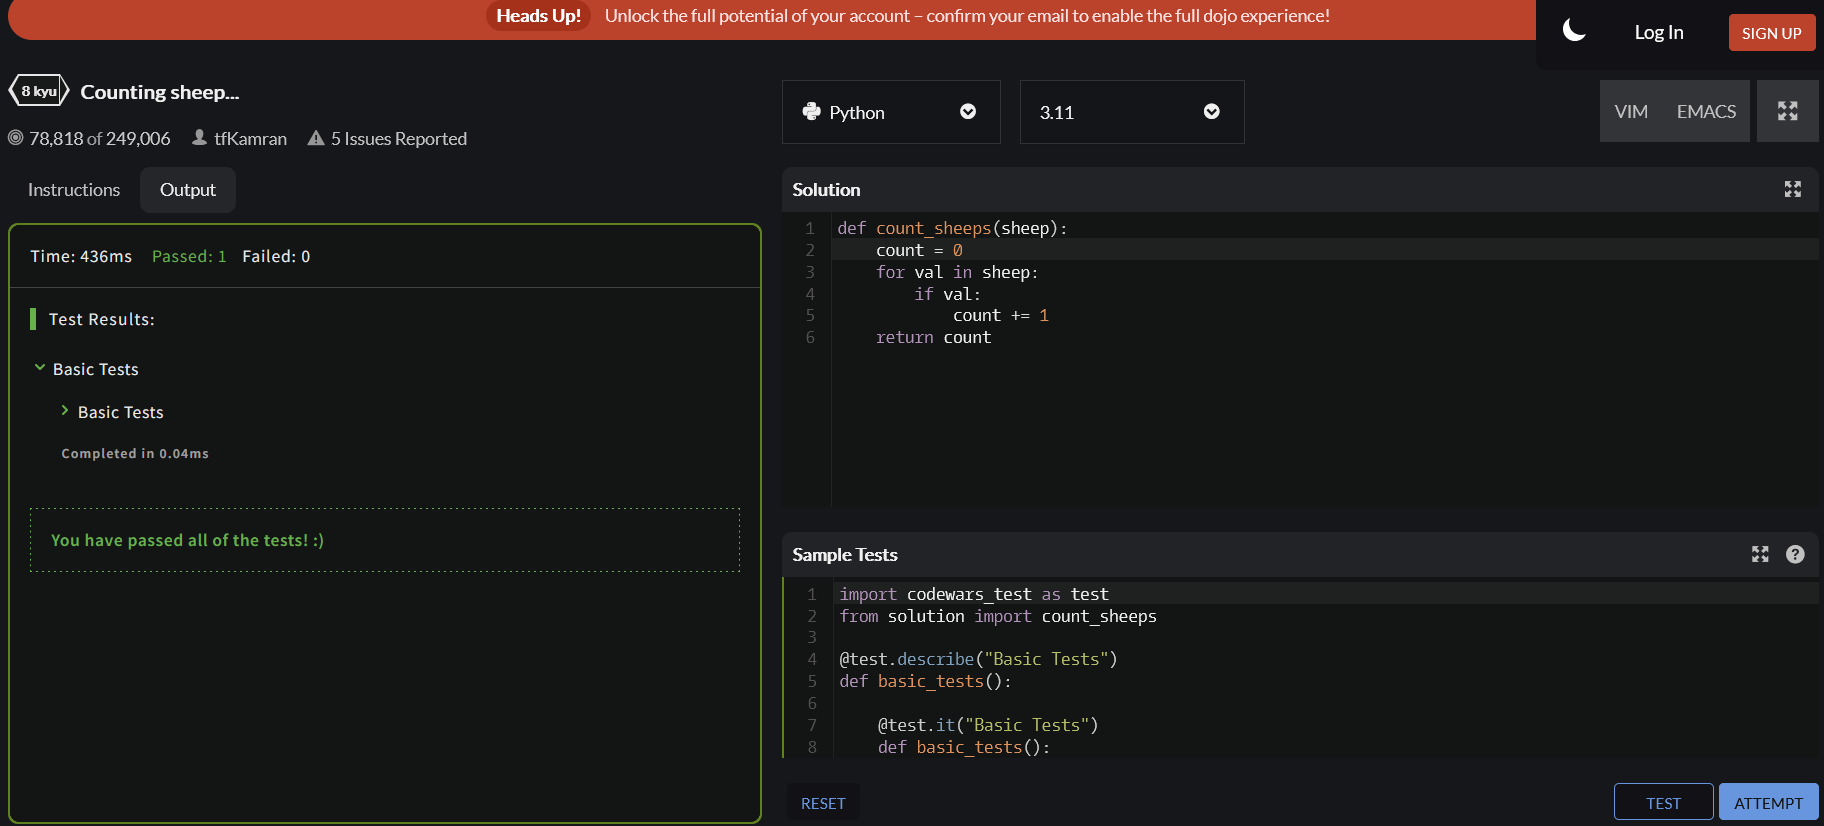 Heads Up! Unlock the full potential of your account – confirm your email to enable the full dojo experience!
Log In
SIGN UP
8 kyu Counting sheep...
78,818 of 249,006 tfKamran 5 Issues Reported
Instructions Output
Time: 436ms Passed: 1 Failed: 0
Test Results:
Basic Tests
Basic Tests
Completed in 0.04ms
You have passed all of the tests! :)
Python
3.11
VIM EMACS
Solution
1 def count_sheeps(sheep):
2     count = 0
3     for val in sheep:
4         if val:
5             count += 1
6     return count
Sample Tests
1 import codewars_test as test
2 from solution import count_sheeps
3
4 @test.describe("Basic Tests")
5 def basic_tests():
6
7     @test.it("Basic Tests")
8     def basic_tests():
RESET
TEST
ATTEMPT